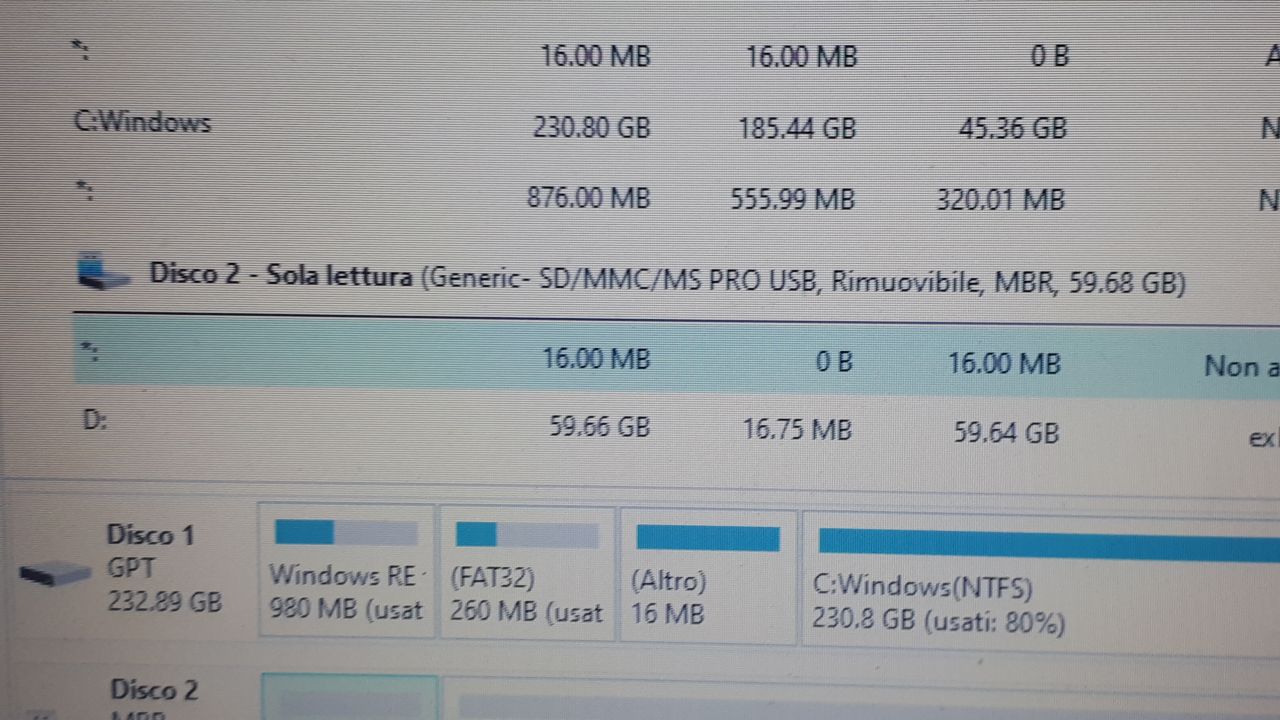 *:	16.00 MB	16.00 MB	0 B
C:Windows	230.80 GB	185.44 GB	45.36 GB	N
*:	876.00 MB	555.99 MB	320.01 MB	N
Disco 2 - Sola lettura (Generic- SD/MMC/MS PRO USB, Rimuovibile, MBR, 59.68 GB)
*:	16.00 MB	0 B	16.00 MB	Non a
D:	59.66 GB	16.75 MB	59.64 GB	ex
Disco 1
GPT
232.89 GB
Windows RE
980 MB (usat
(FAT32)
260 MB (usat
(Altro)
16 MB
C:Windows(NTFS)
230.8 GB (usati: 80%)
Disco 2
MBR